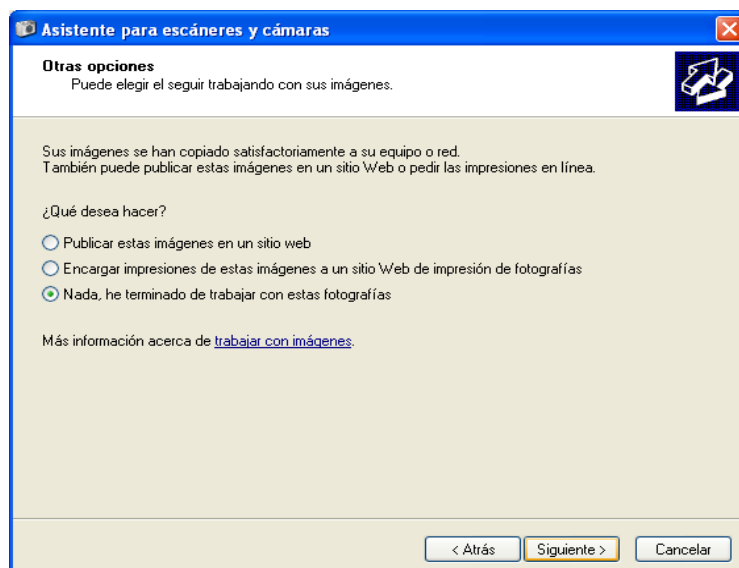 Asistente para escáneres y cámaras
Otras opciones
Puede elegir el seguir trabajando con sus imágenes.
Sus imágenes se han copiado satisfactoriamente a su equipo o red.
También puede publicar estas imágenes en un sitio Web o pedir las impresiones en línea.
¿Qué desea hacer?
Publicar estas imágenes en un sitio web
Encargar impresiones de estas imágenes a un sitio Web de impresión de fotografías
Nada, he terminado de trabajar con estas fotografías
Más información acerca de trabajar con imágenes.
< Atrás Siguiente > Cancelar